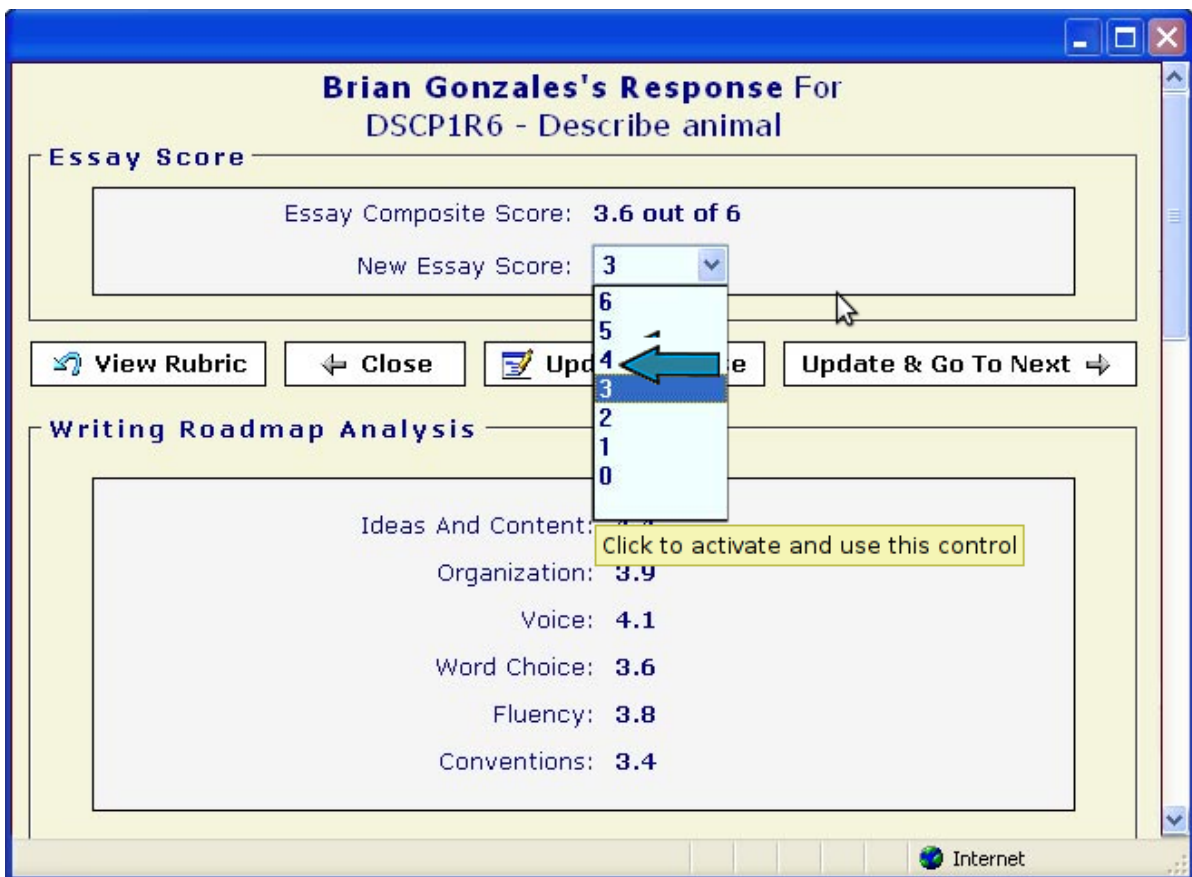 Brian Gonzales's Response For
DSCP1R6 - Describe animal
Essay Score
Essay Composite Score: 3.6 out of 6
New Essay Score: 3
6
5
4
3
2
1
0
View Rubric
Close
Upd e
Update & Go To Next
Writing Roadmap Analysis
Ideas And Content:
Click to activate and use this control
Organization: 3.9
Voice: 4.1
Word Choice: 3.6
Fluency: 3.8
Conventions: 3.4
Internet